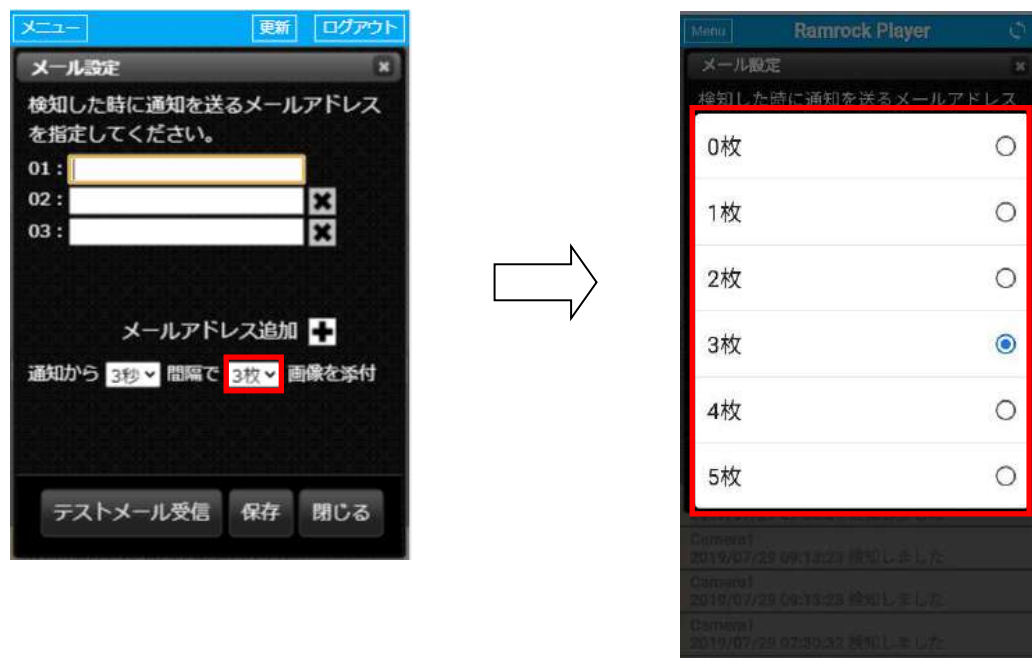 メニュー 更新 ログアウト
メール設定
検知した時に通知を送るメールアドレス
を指定してください。
01 :
02 :
03 :
メールアドレス追加
通知から 3秒 間隔で 3枚 画像を添付
テストメール受信 保存 閉じる
Menu Ramrock Player
メール設定
検知した時に通知を送るメールアドレス
0枚
1枚
2枚
3枚
4枚
5枚
Camera1
2019/07/29 09:13:23 検知しました
Camera1
2019/07/29 09:13:23 検知しました
Camera1
2019/07/29 07:30:32 検知しました